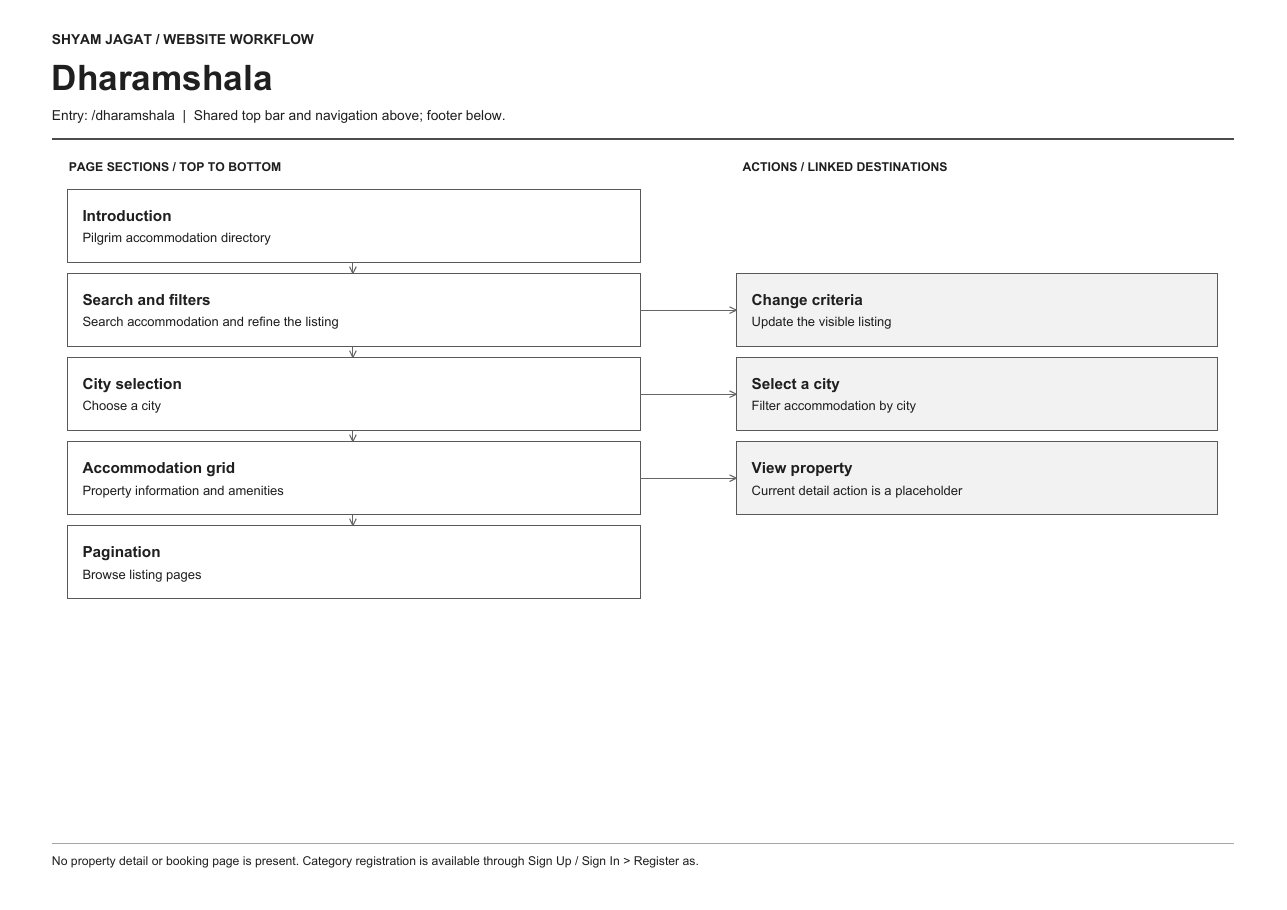 SHYAM JAGAT / WEBSITE WORKFLOW
Dharamshala
Entry: /dharamshala | Shared top bar and navigation above; footer below.
PAGE SECTIONS / TOP TO BOTTOM
ACTIONS / LINKED DESTINATIONS
Introduction
Pilgrim accommodation directory
Search and filters
Search accommodation and refine the listing
Change criteria
Update the visible listing
City selection
Choose a city
Select a city
Filter accommodation by city
Accommodation grid
Property information and amenities
View property
Current detail action is a placeholder
Pagination
Browse listing pages
No property detail or booking page is present. Category registration is available through Sign Up / Sign In > Register as.